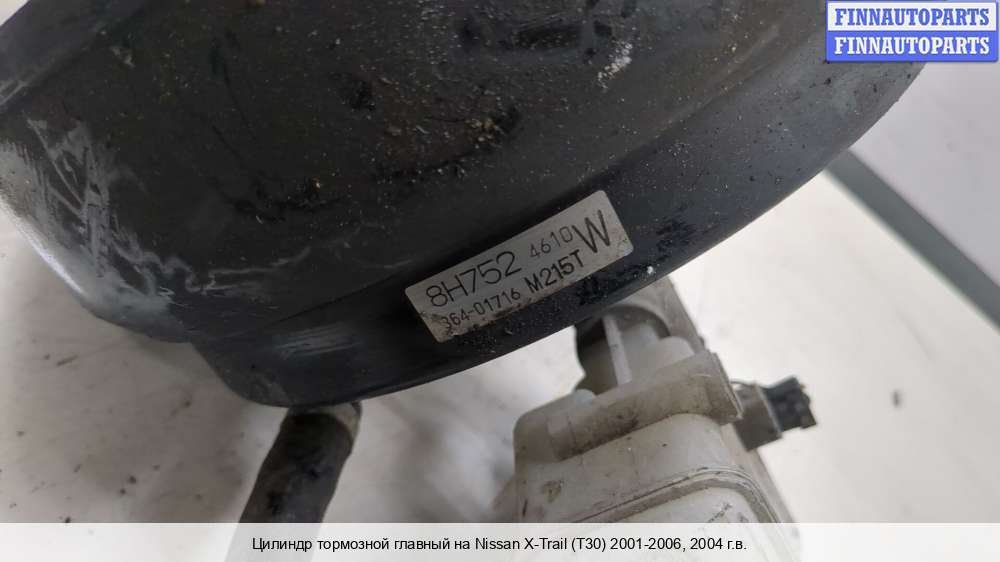 FINNAUTOPARTS
FINNAUTOPARTS
8H752 4610 W
364-01716 M215T
Цилиндр тормозной главный на Nissan X-Trail (T30) 2001-2006, 2004 г.в.